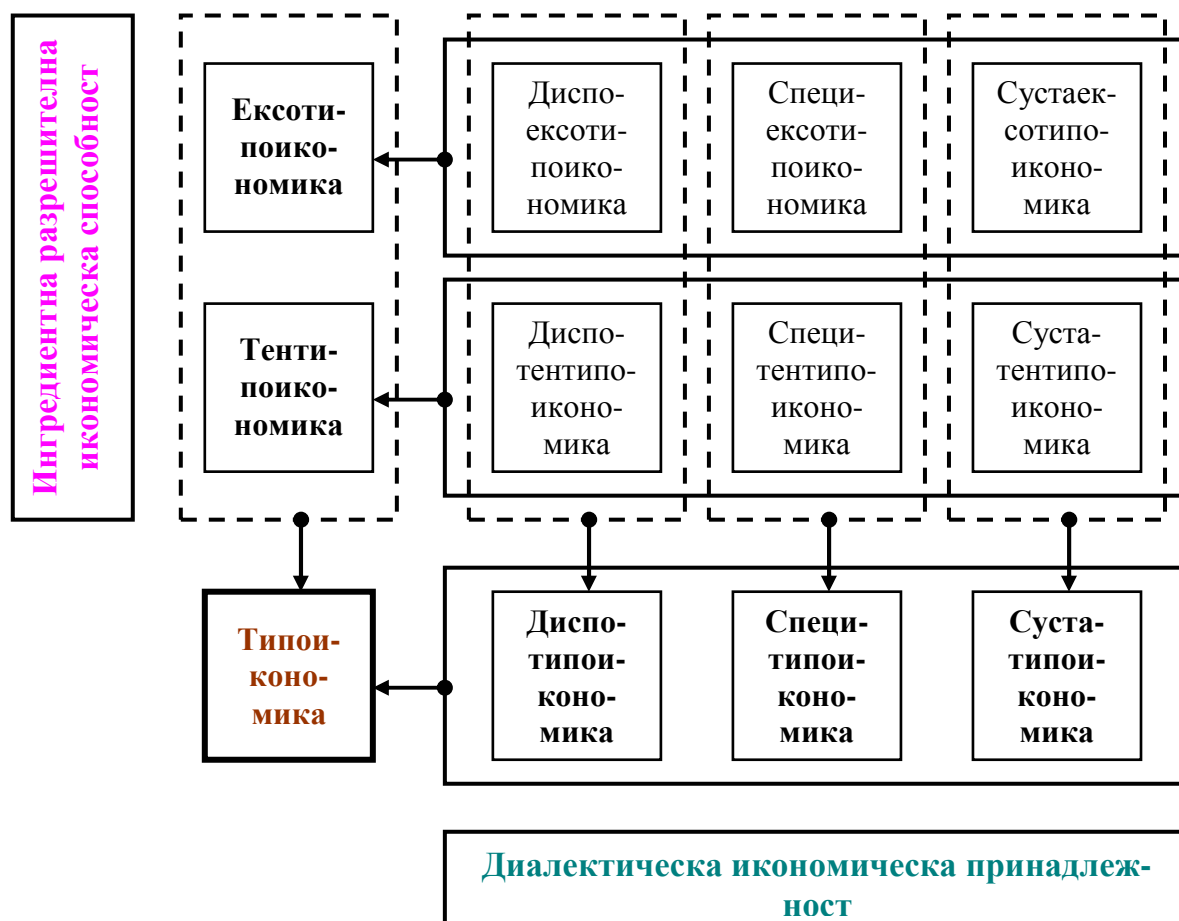 Ингредиентна разрешителна
икономическа способност
Ексоти-
поико-
номика
Диспо-
ексоти-
поико-
номика
Специ-
ексоти-
поико-
номика
Сустаек-
сотипо-
иконо-
мика
Тенти-
поико-
номика
Диспо-
тентипо-
иконо-
мика
Специ-
тентипо-
иконо-
мика
Суста-
тентипо-
иконо-
мика
Типои-
коно-
мика
Диспо-
типои-
коно-
мика
Специ-
типои-
коно-
мика
Суста-
типои-
коно-
мика
Диалектическа икономическа принадлеж-
ност